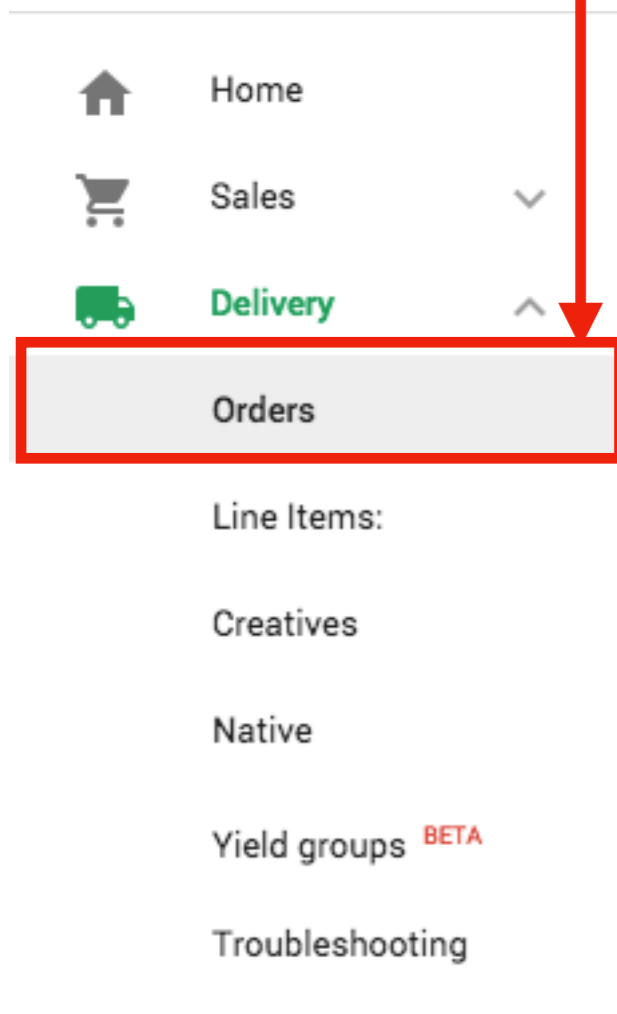 Home
Sales
Delivery
Orders
Line Items:
Creatives
Native
Yield groups BETA
Troubleshooting